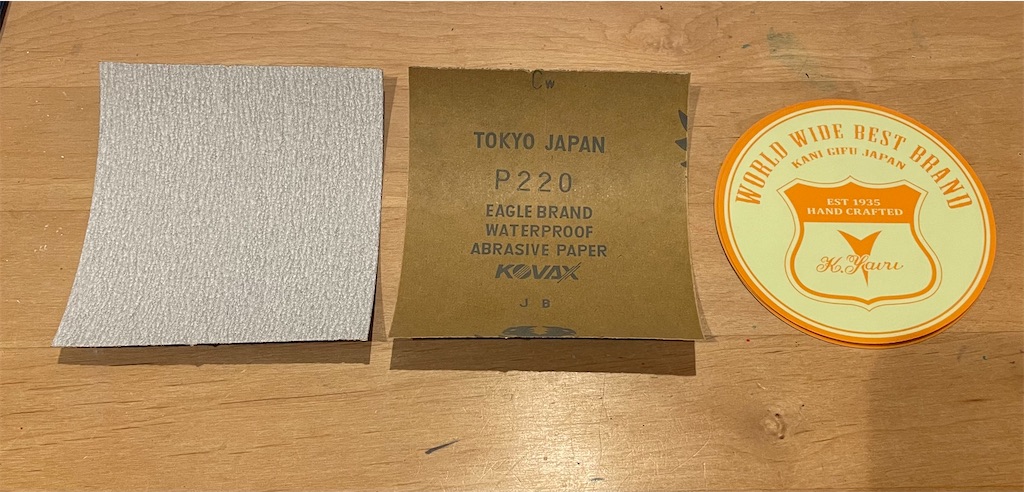 Cw
TOKYO JAPAN
P220
EAGLE BRAND
WATERPROOF
ABRASIVE PAPER
KOVAX
J B
WORLD WIDE BEST BRAND
KANI GIFU JAPAN
EST 1935
HAND CRAFTED
K. Yairi